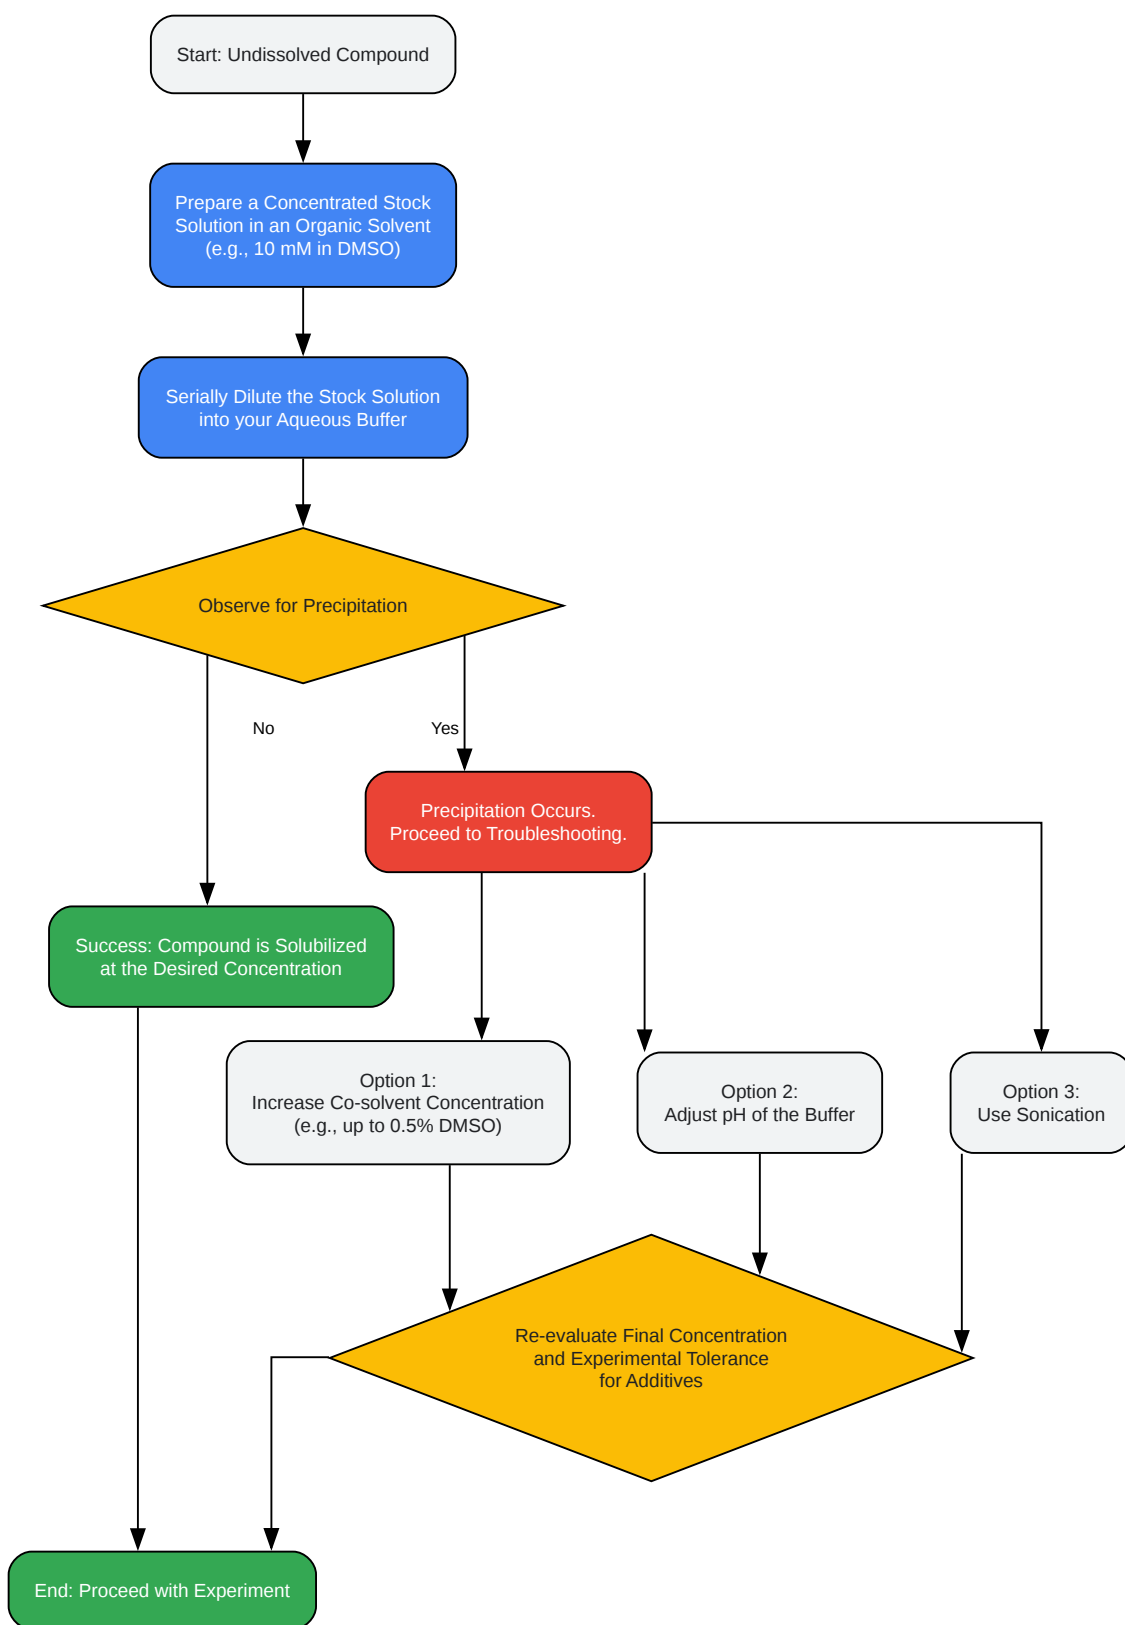 Start: Undissolved Compound
Prepare a Concentrated Stock
Solution in an Organic Solvent
(e.g., 10 mM in DMSO)
Serially Dilute the Stock Solution
into your Aqueous Buffer
Observe for Precipitation
No
Yes
Precipitation Occurs.
Proceed to Troubleshooting.
Success: Compound is Solubilized
at the Desired Concentration
Option 1:
Increase Co-solvent Concentration
(e.g., up to 0.5% DMSO)
Option 2:
Adjust pH of the Buffer
Option 3:
Use Sonication
Re-evaluate Final Concentration
and Experimental Tolerance
for Additives
End: Proceed with Experiment